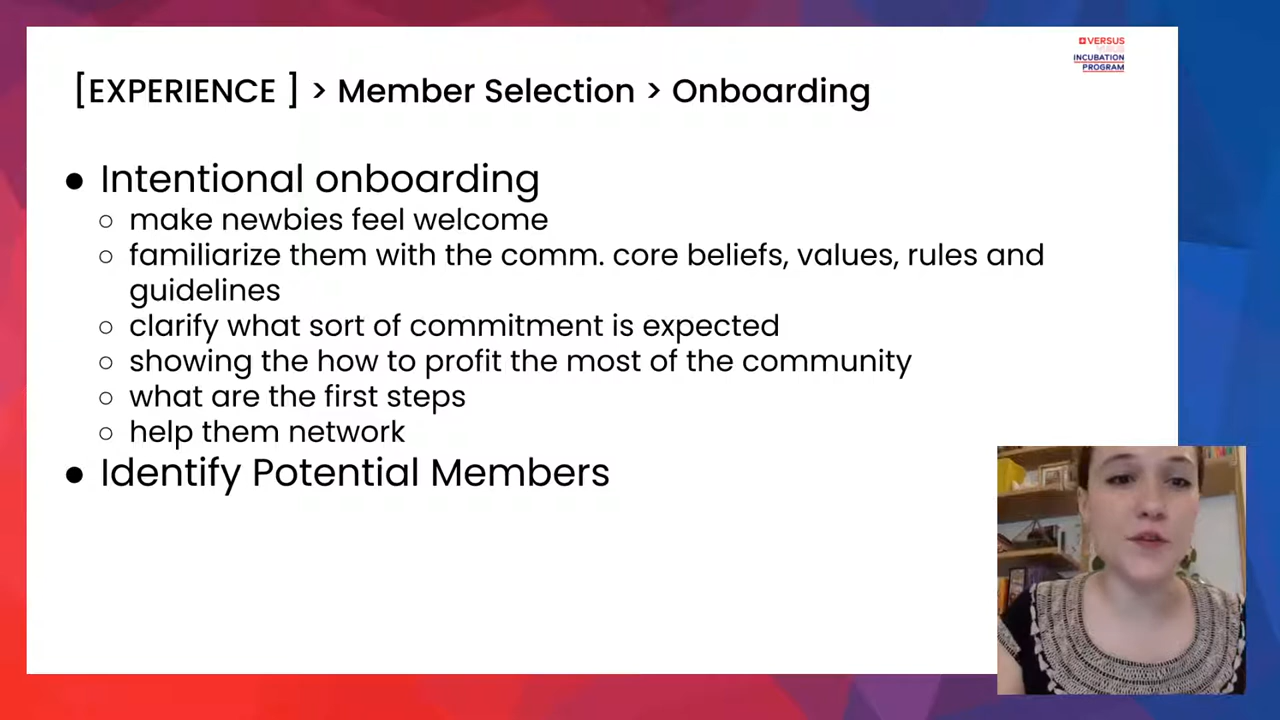 VERSUS
INCUBATION
PROGRAM
[EXPERIENCE ] > Member Selection > Onboarding
● Intentional onboarding
○ make newbies feel welcome
○ familiarize them with the comm. core beliefs, values, rules and
guidelines
○ clarify what sort of commitment is expected
○ showing the how to profit the most of the community
○ what are the first steps
○ help them network
● Identify Potential Members